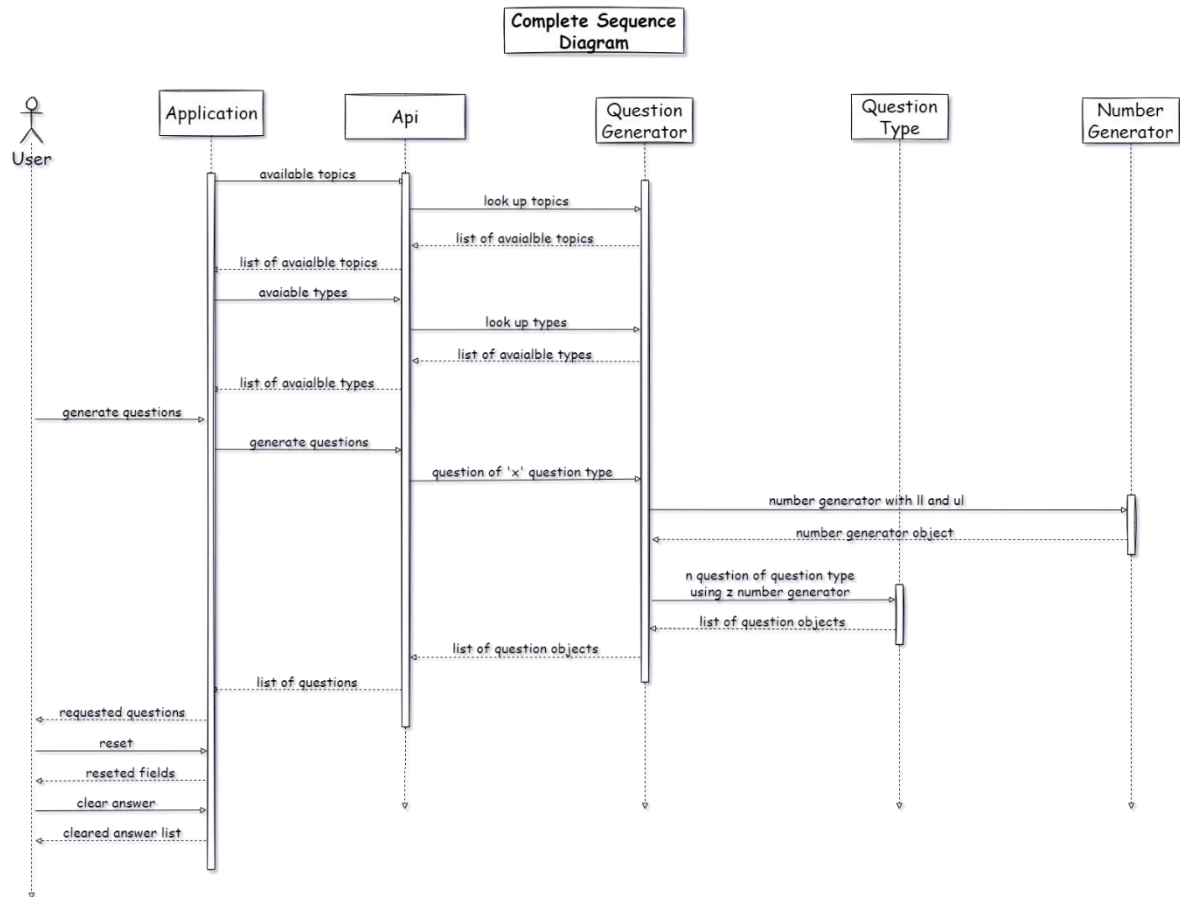 Complete Sequence
Diagram
User
Application
Api
Question
Generator
Question
Type
Number
Generator
available topics
look up topics
list of avaialble topics
list of avaialble topics
avaiable types
look up types
list of avaialble types
list of avaialble types
generate questions
generate questions
question of 'x' question type
number generator with ll and ul
number generator object
n question of question type
using z number generator
list of question objects
list of question objects
list of questions
requested questions
reset
reseted fields
clear answer
cleared answer list